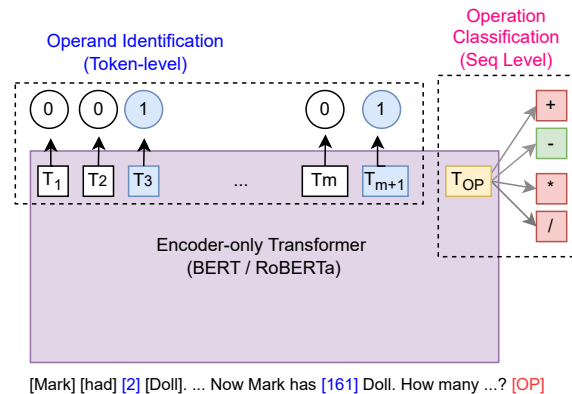 Operand Identification
(Token-level)
Operation
Classification
(Seq Level)
0 0 1 0 1
+
-
*
/
T1 T2 T3 ... Tm Tm+1 TOP
Encoder-only Transformer
(BERT / RoBERTa)
[Mark] [had] [2] [Doll]. ... Now Mark has [161] Doll. How many ...? [OP]